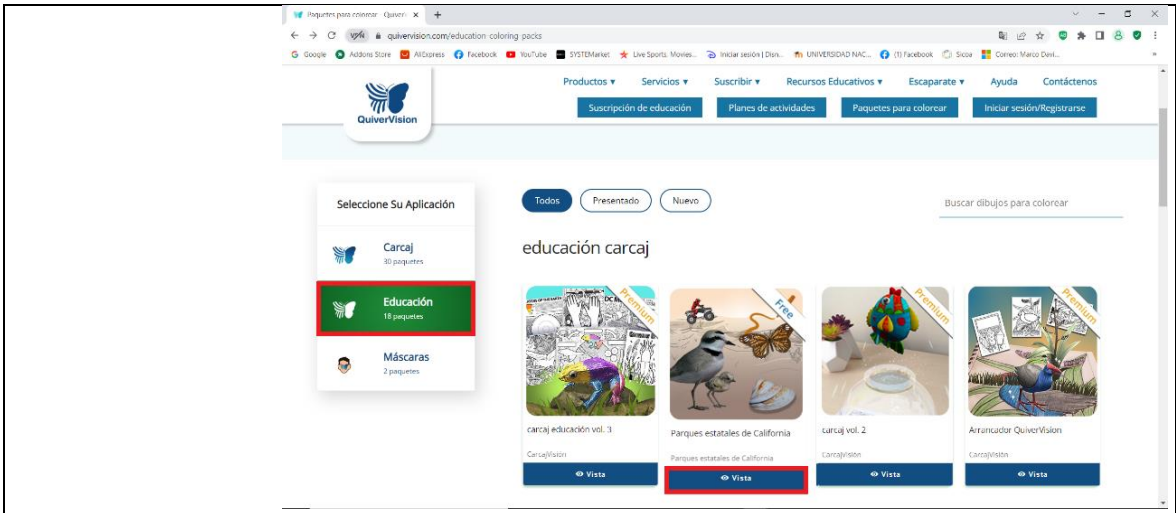 Paquetes para colorear - Quiver-
quivervision.com/education-coloring-packs
Google Addons Store AliExpress Facebook YouTube SYSTEMarket Live Sports, Movies... Iniciar sesión | Disn... UNIVERSIDAD NAC... (1) Facebook Sicoa Correo: Marco Davi...
QuiverVision
Productos Servicios Suscribir Recursos Educativos Escaparate Ayuda Contáctenos
Suscripción de educación Planes de actividades Paquetes para colorear Iniciar sesión/Registrarse
Seleccione Su Aplicación
Carcaj
30 paquetes
Educación
18 paquetes
Máscaras
2 paquetes
Todos Presentado Nuevo
Buscar dibujos para colorear
educación carcaj
Premium
Free
Premium
Premium
carcaj educación vol. 3
CarcajVisión
Vista
Parques estatales de California
Parques estatales de California
Vista
carcaj vol. 2
CarcajVisión
Vista
Arrancador QuiverVision
CarcajVisión
Vista